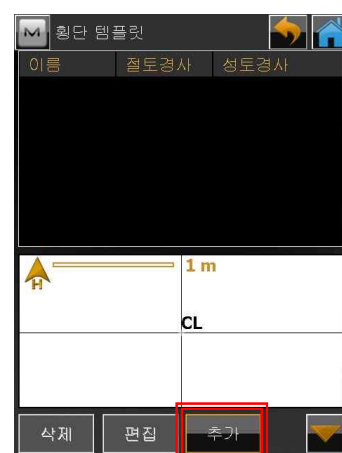 M 횡단 템플릿
이름 절토경사 성토경사
1 m
H
CL
삭제 편집 추가